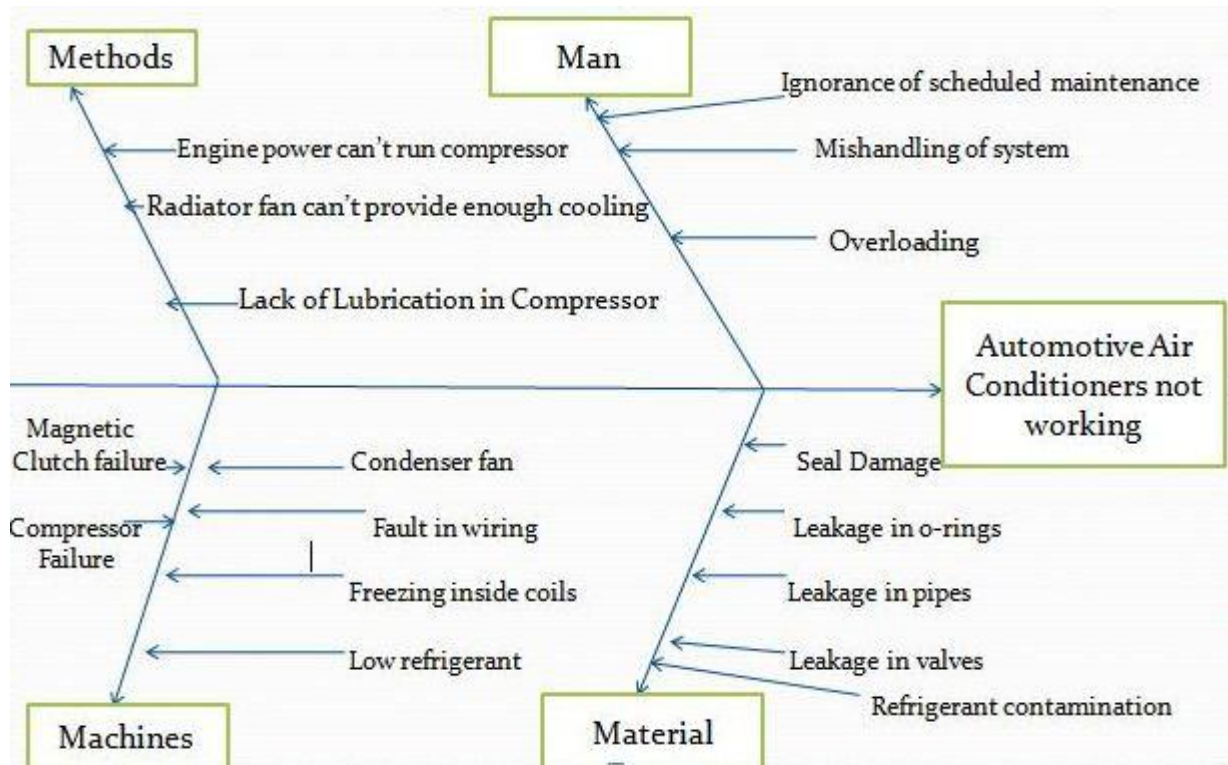 Methods
Man
Ignorance of scheduled maintenance
Engine power can't run compressor
Mishandling of system
Radiator fan can't provide enough cooling
Overloading
Lack of Lubrication in Compressor
Automotive Air
Conditioners not
working
Magnetic
Clutch failure
Condenser fan
Seal Damage
Compressor
Failure
Fault in wiring
Leakage in o-rings
Freezing inside coils
Leakage in pipes
Low refrigerant
Leakage in valves
Refrigerant contamination
Machines
Material